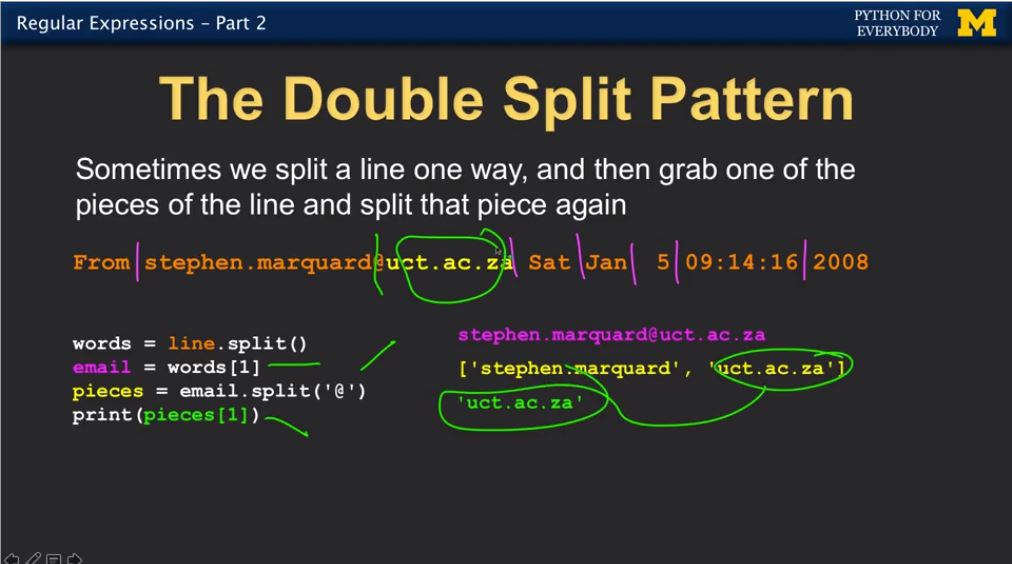 Regular Expressions – Part 2
PYTHON FOR
EVERYBODY
M
The Double Split Pattern
Sometimes we split a line one way, and then grab one of the
pieces of the line and split that piece again
From stephen.marquard@uct.ac.za Sat Jan  5 09:14:16 2008
words = line.split()
email = words[1]
pieces = email.split('@')
print(pieces[1])
stephen.marquard@uct.ac.za
['stephen.marquard', 'uct.ac.za']
'uct.ac.za'